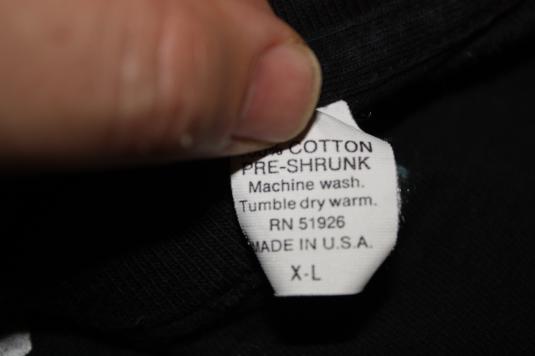 COTTON
PRE-SHRUNK
Machine wash.
Tumble dry warm.
RN 51926
MADE IN U.S.A.
X-L